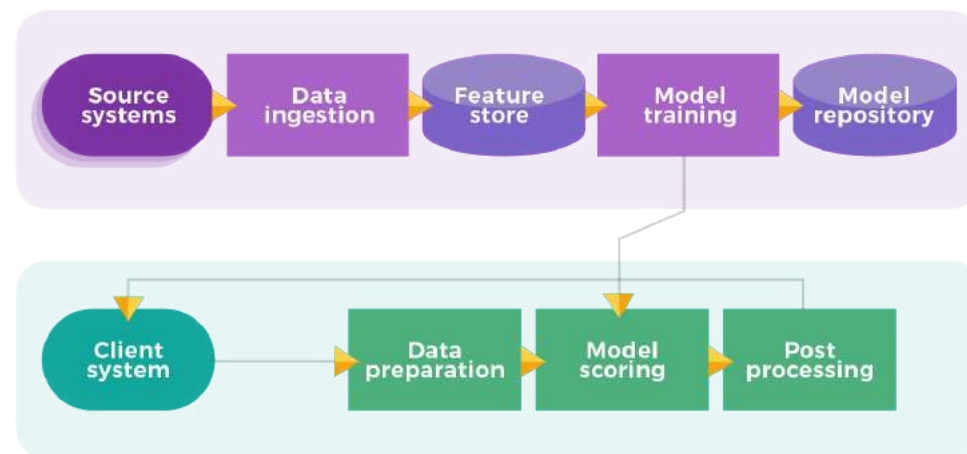 Source
systems
Data
ingestion
Feature
store
Model
training
Model
repository
Client
system
Data
preparation
Model
scoring
Post
processing